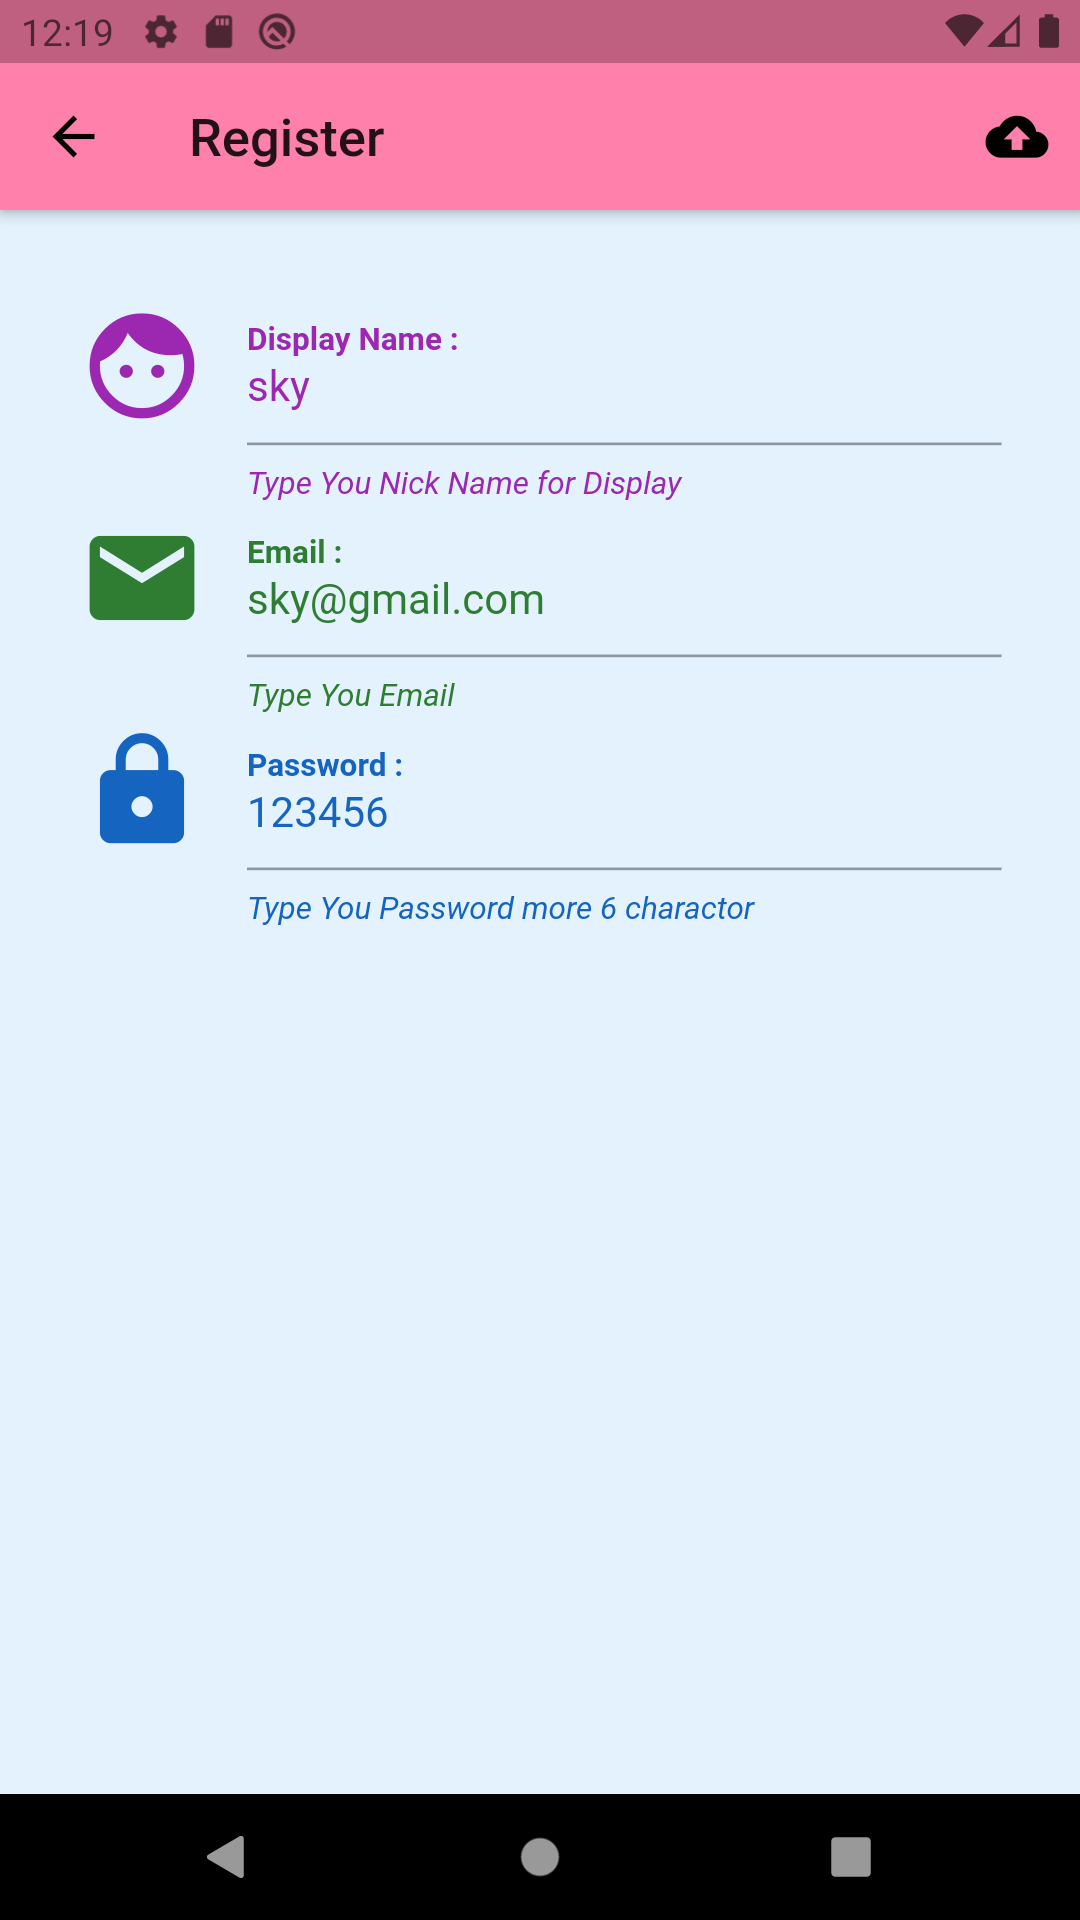 12:19
Register
Display Name :
sky
Type You Nick Name for Display
Email :
sky@gmail.com
Type You Email
Password :
123456
Type You Password more 6 charactor